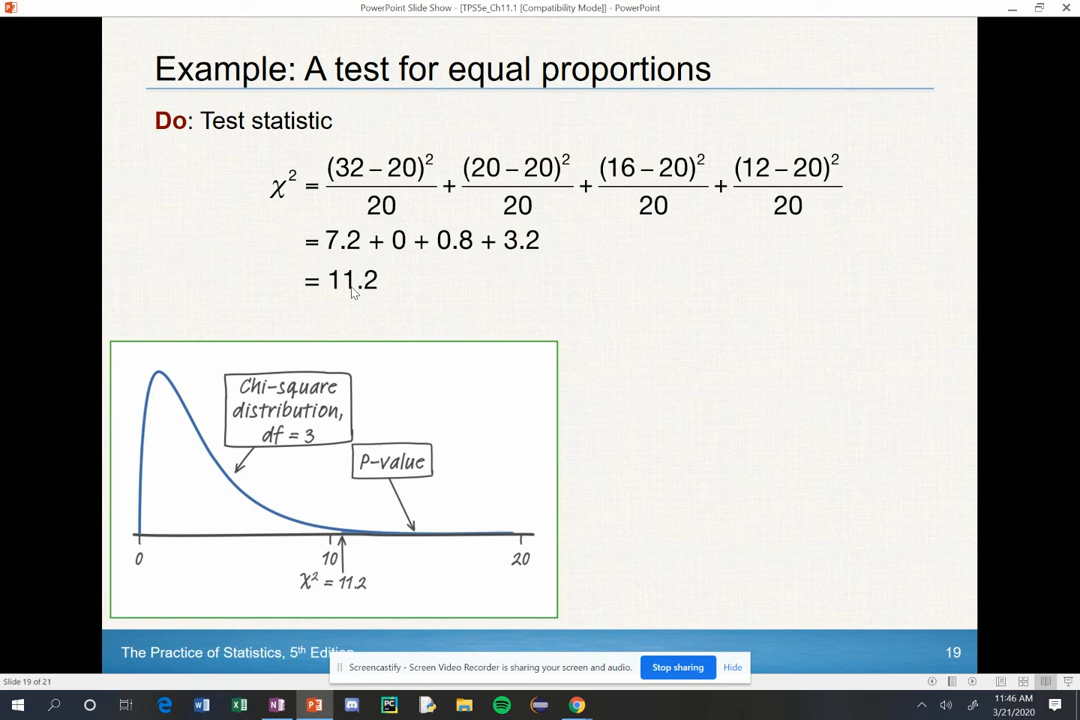 PowerPoint Slide Show - [TPS5e_Ch11.1 [Compatibility Mode]] - PowerPoint
Example: A test for equal proportions
Do: Test statistic
χ² = (32 – 20)²/20 + (20 – 20)²/20 + (16 – 20)²/20 + (12 – 20)²/20
= 7.2 + 0 + 0.8 + 3.2
= 11.2
Chi-square
distribution,
df = 3
P-value
0 10 20
χ² = 11.2
The Practice of Statistics, 5th Edition 19
Screencastify - Screen Video Recorder is sharing your screen and audio. Stop sharing Hide
Slide 19 of 21
11:46 AM
3/21/2020